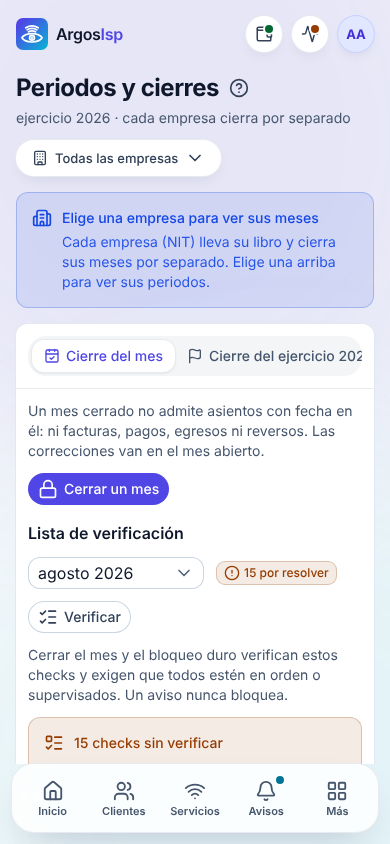 ArgosIsp
AA
Periodos y cierres
ejercicio 2026 · cada empresa cierra por separado
Todas las empresas
Elige una empresa para ver sus meses
Cada empresa (NIT) lleva su libro y cierra
sus meses por separado. Elige una arriba
para ver sus periodos.
Cierre del mes
Cierre del ejercicio 202
Un mes cerrado no admite asientos con fecha en
él: ni facturas, pagos, egresos ni reversos. Las
correcciones van en el mes abierto.
Cerrar un mes
Lista de verificación
agosto 2026
15 por resolver
Verificar
Cerrar el mes y el bloqueo duro verifican estos
checks y exigen que todos estén en orden o
supervisados. Un aviso nunca bloquea.
15 checks sin verificar
Inicio
Clientes
Servicios
Avisos
Más